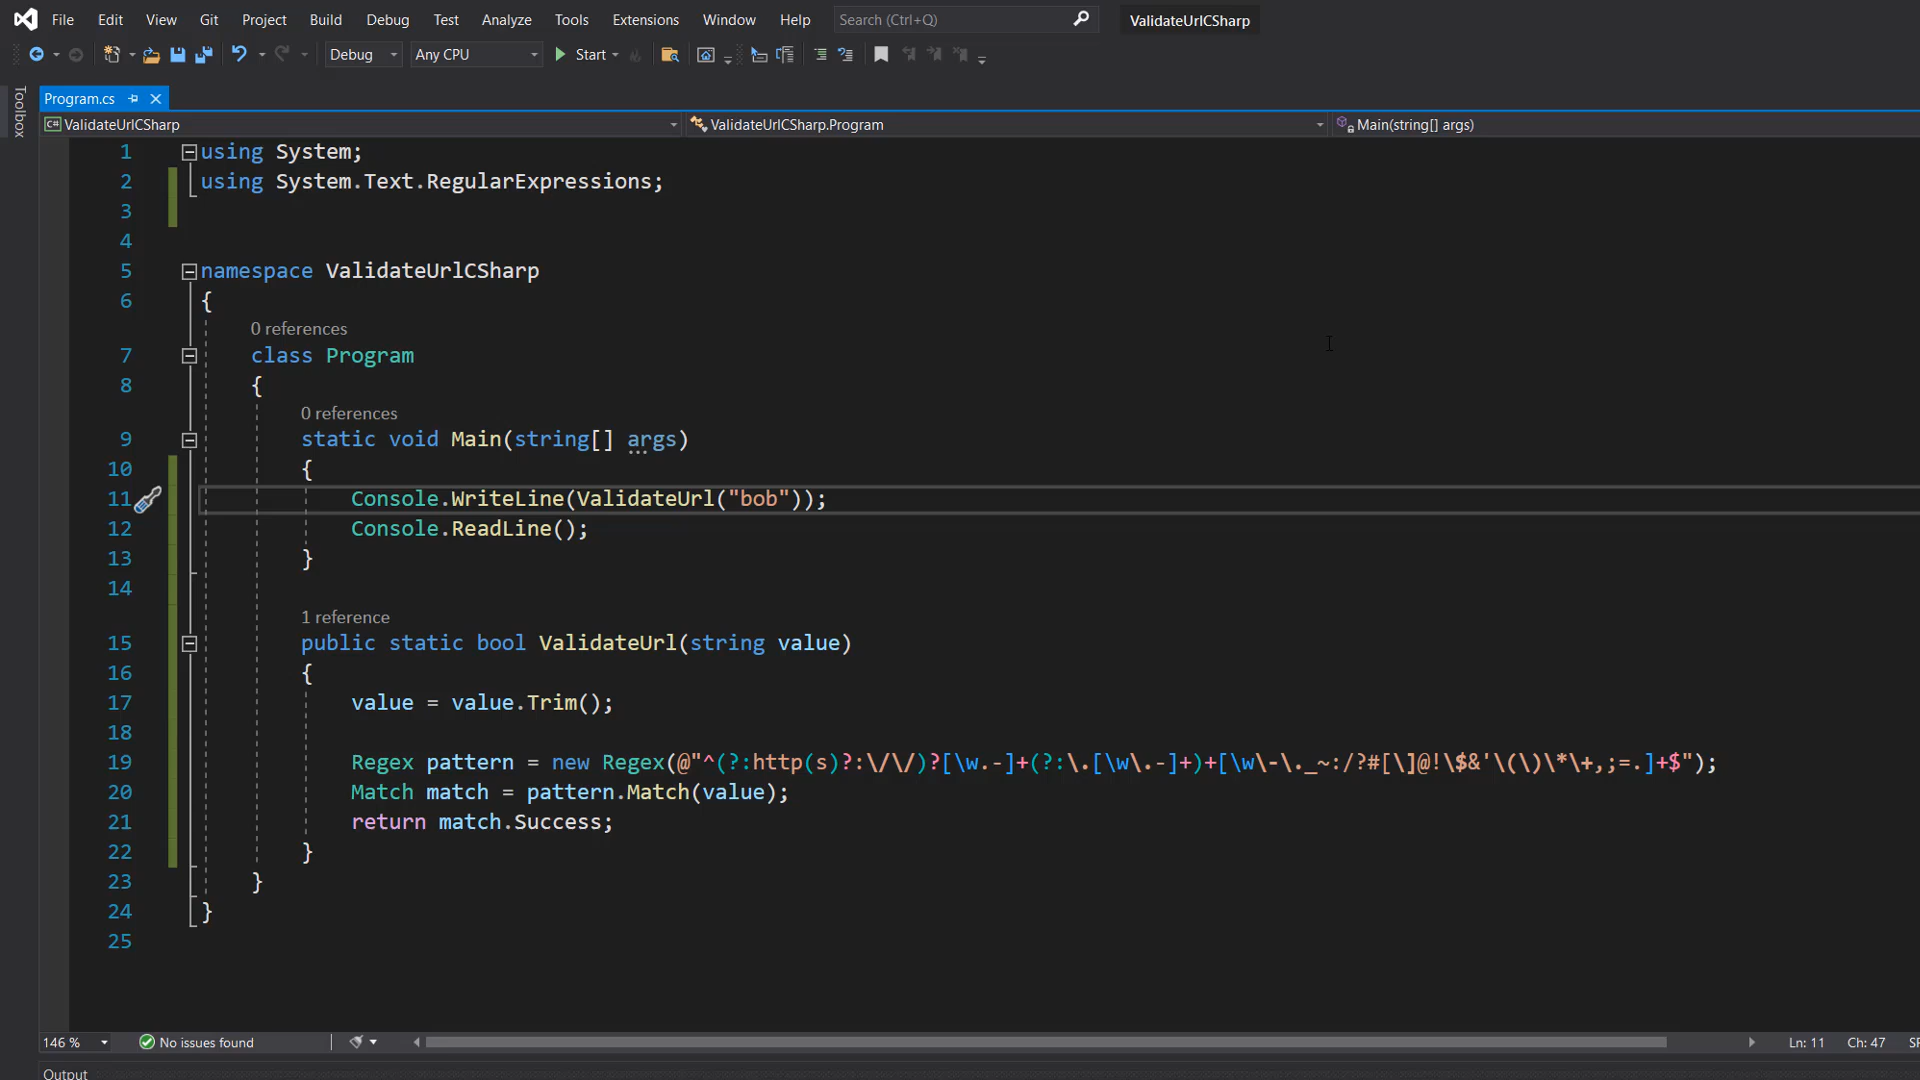 File Edit View Git Project Build Debug Test Analyze Tools Extensions Window Help Search (Ctrl+Q) ValidateUrlCSharp
Debug Any CPU Start
Toolbox
Program.cs
C# ValidateUrlCSharp ValidateUrlCSharp.Program Main(string[] args)
1 using System;
2 using System.Text.RegularExpressions;
3
4
5 namespace ValidateUrlCSharp
6 {
0 references
7 class Program
8 {
0 references
9 static void Main(string[] args)
10 {
11 Console.WriteLine(ValidateUrl("bob"));
12 Console.ReadLine();
13 }
14
1 reference
15 public static bool ValidateUrl(string value)
16 {
17 value = value.Trim();
18
19 Regex pattern = new Regex(@"^(?:http(s)?:\/\/)?[\w.-]+(?:\.[\w\.-]+)+[\w\-\._~:/?#[\]@!\$&'\(\)\*\+,;=.]+$");
20 Match match = pattern.Match(value);
21 return match.Success;
22 }
23 }
24 }
25
146 % No issues found Ln: 11 Ch: 47 SP
Output